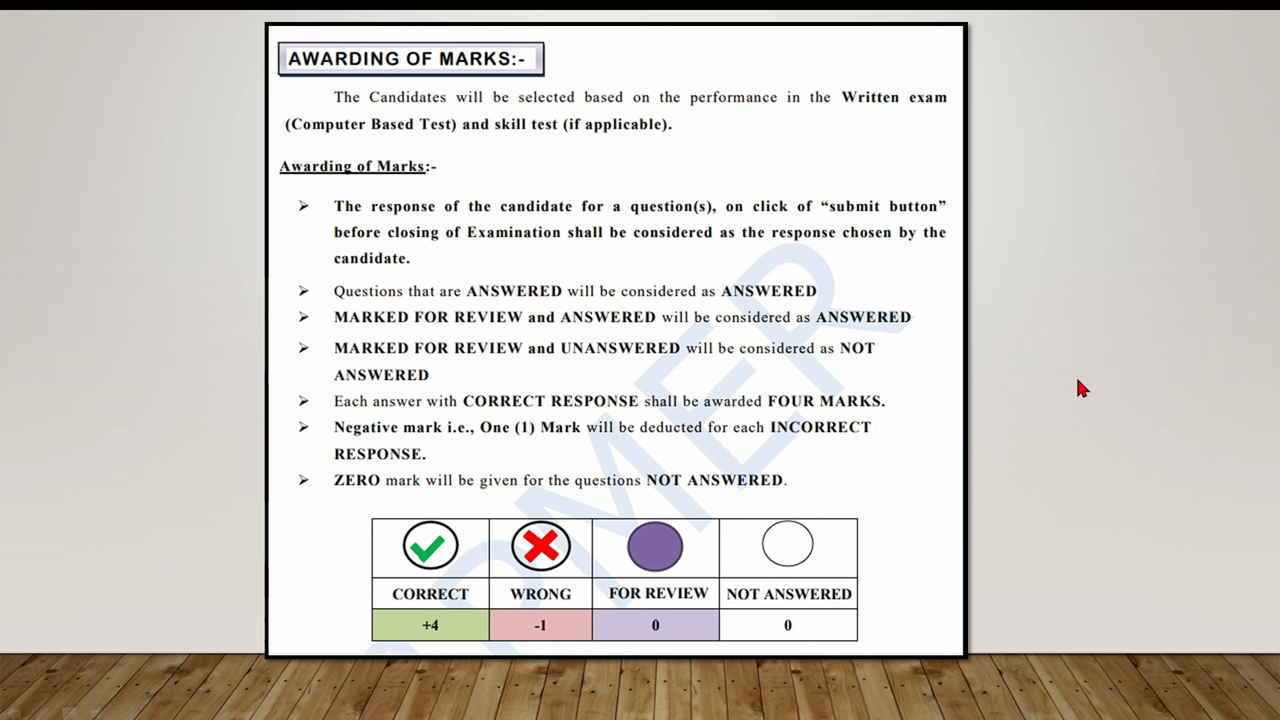 AWARDING OF MARKS:-
The Candidates will be selected based on the performance in the Written exam
(Computer Based Test) and skill test (if applicable).
Awarding of Marks:-
➢ The response of the candidate for a question(s), on click of “submit button”
before closing of Examination shall be considered as the response chosen by the
candidate.
➢ Questions that are ANSWERED will be considered as ANSWERED
➢ MARKED FOR REVIEW and ANSWERED will be considered as ANSWERED
➢ MARKED FOR REVIEW and UNANSWERED will be considered as NOT
ANSWERED
➢ Each answer with CORRECT RESPONSE shall be awarded FOUR MARKS.
➢ Negative mark i.e., One (1) Mark will be deducted for each INCORRECT
RESPONSE.
➢ ZERO mark will be given for the questions NOT ANSWERED.
CORRECT WRONG FOR REVIEW NOT ANSWERED
+4 -1 0 0